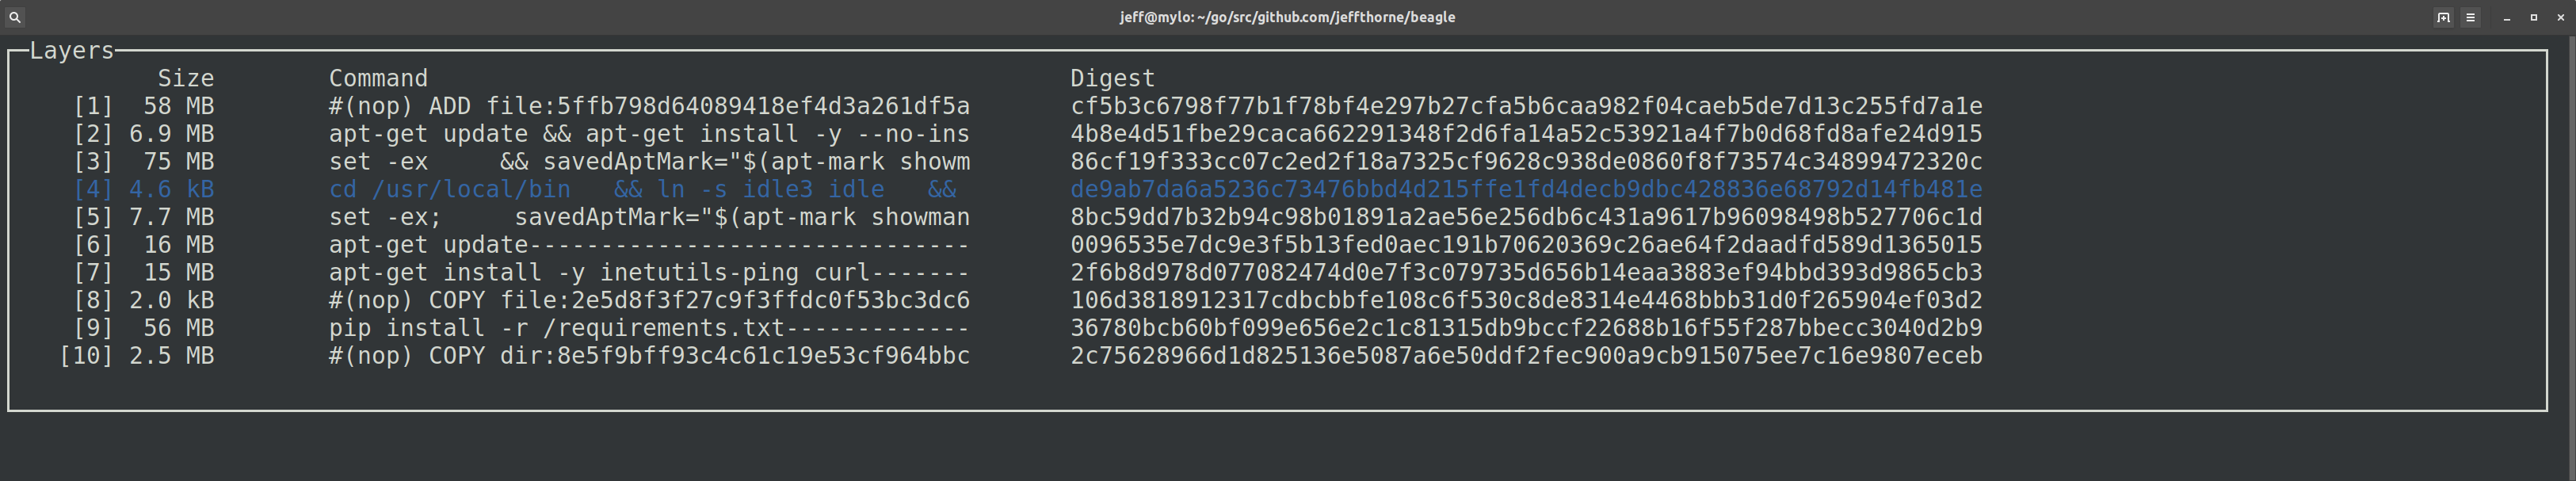 jeff@mylo: ~/go/src/github.com/jeffthorne/beagle
Layers
Size Command Digest
[1] 58 MB #(nop) ADD file:5ffb798d64089418ef4d3a261df5a cf5b3c6798f77b1f78bf4e297b27cfa5b6caa982f04caeb5de7d13c255fd7a1e
[2] 6.9 MB apt-get update && apt-get install -y --no-ins 4b8e4d51fbe29caca662291348f2d6fa14a52c53921a4f7b0d68fd8afe24d915
[3] 75 MB set -ex     && savedAptMark="$(apt-mark showm 86cf19f333cc07c2ed2f18a7325cf9628c938de0860f8f73574c34899472320c
[4] 4.6 kB cd /usr/local/bin   && ln -s idle3 idle   && de9ab7da6a5236c73476bbd4d215ffe1fd4decb9dbc428836e68792d14fb481e
[5] 7.7 MB set -ex;     savedAptMark="$(apt-mark showman 8bc59dd7b32b94c98b01891a2ae56e256db6c431a9617b96098498b527706c1d
[6] 16 MB apt-get update------------------------------- 0096535e7dc9e3f5b13fed0aec191b70620369c26ae64f2daadfd589d1365015
[7] 15 MB apt-get install -y inetutils-ping curl------- 2f6b8d978d077082474d0e7f3c079735d656b14eaa3883ef94bbd393d9865cb3
[8] 2.0 kB #(nop) COPY file:2e5d8f3f27c9f3ffdc0f53bc3dc6 106d3818912317cdbcbbfe108c6f530c8de8314e4468bbb31d0f265904ef03d2
[9] 56 MB pip install -r /requirements.txt------------- 36780bcb60bf099e656e2c1c81315db9bccf22688b16f55f287bbecc3040d2b9
[10] 2.5 MB #(nop) COPY dir:8e5f9bff93c4c61c19e53cf964bbc 2c75628966d1d825136e5087a6e50ddf2fec900a9cb915075ee7c16e9807eceb